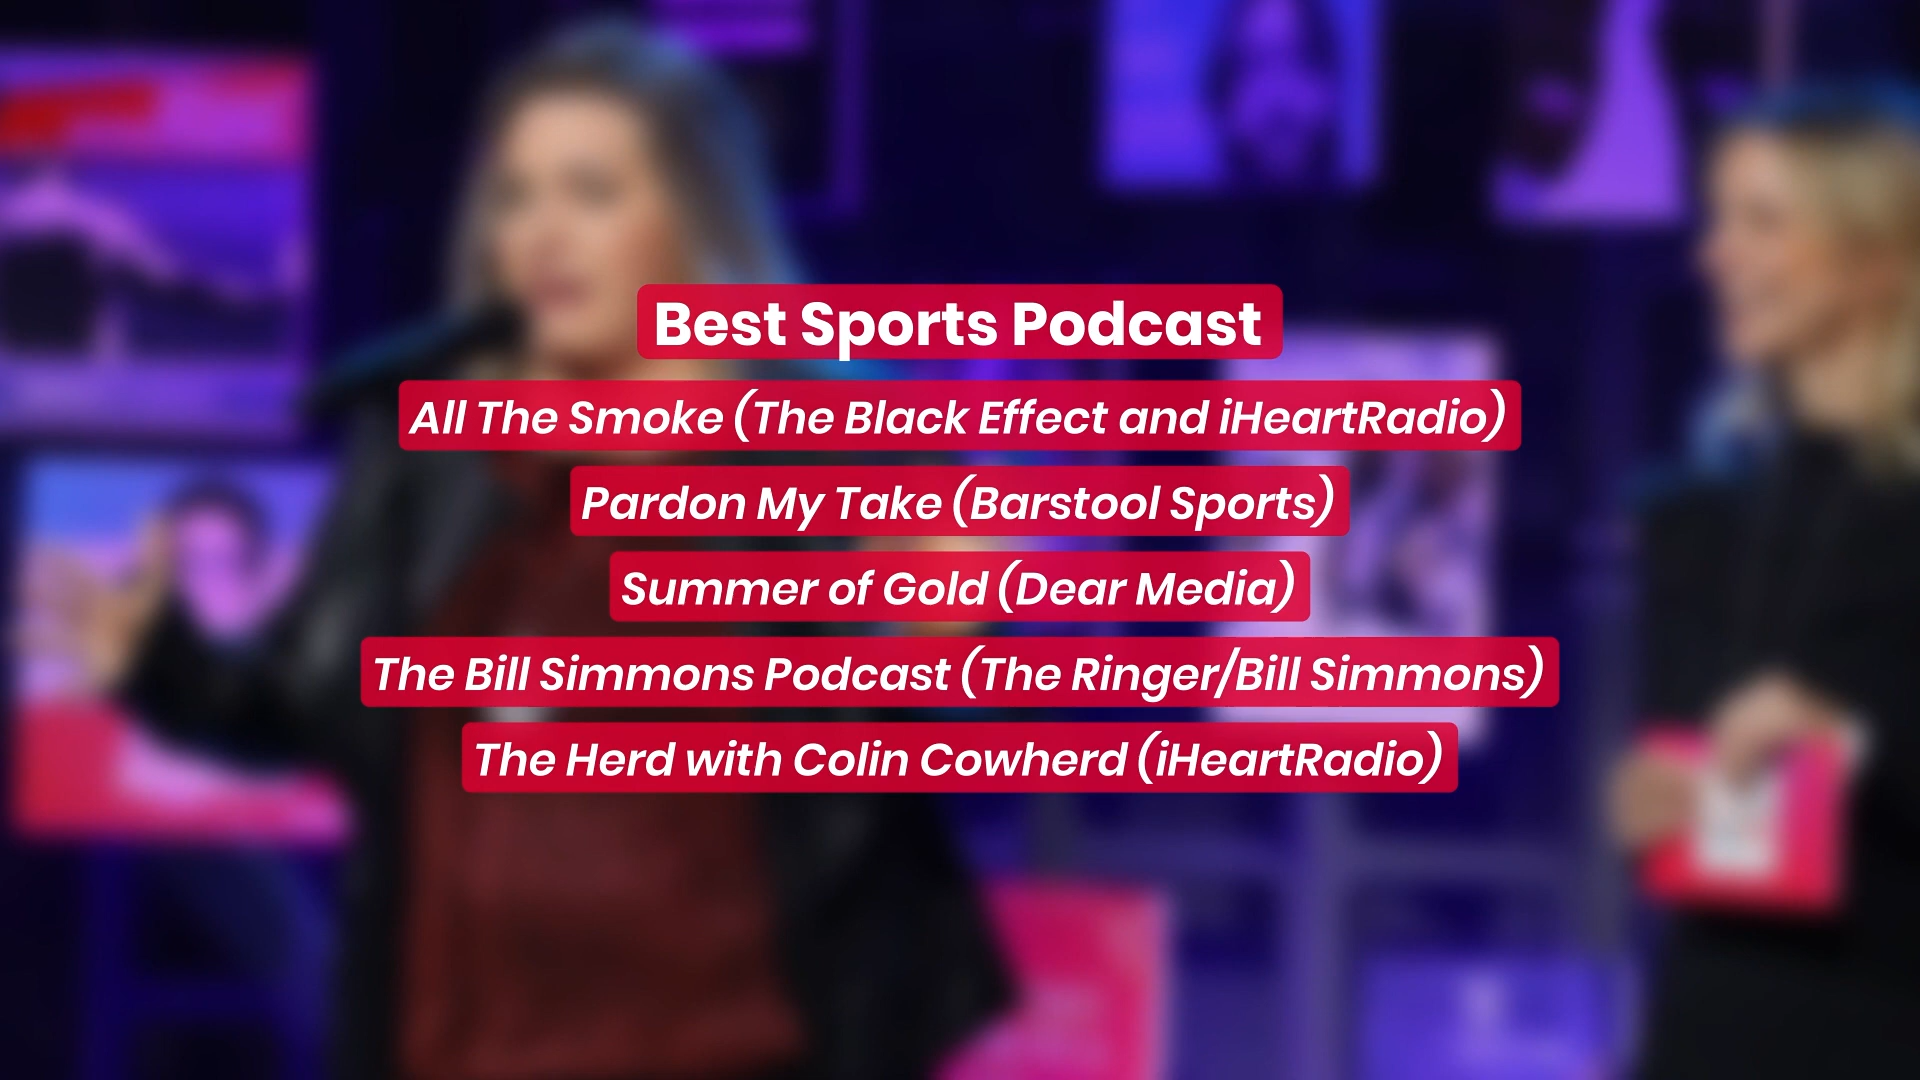 Best Sports Podcast
All The Smoke (The Black Effect and iHeartRadio)
Pardon My Take (Barstool Sports)
Summer of Gold (Dear Media)
The Bill Simmons Podcast (The Ringer/Bill Simmons)
The Herd with Colin Cowherd (iHeartRadio)